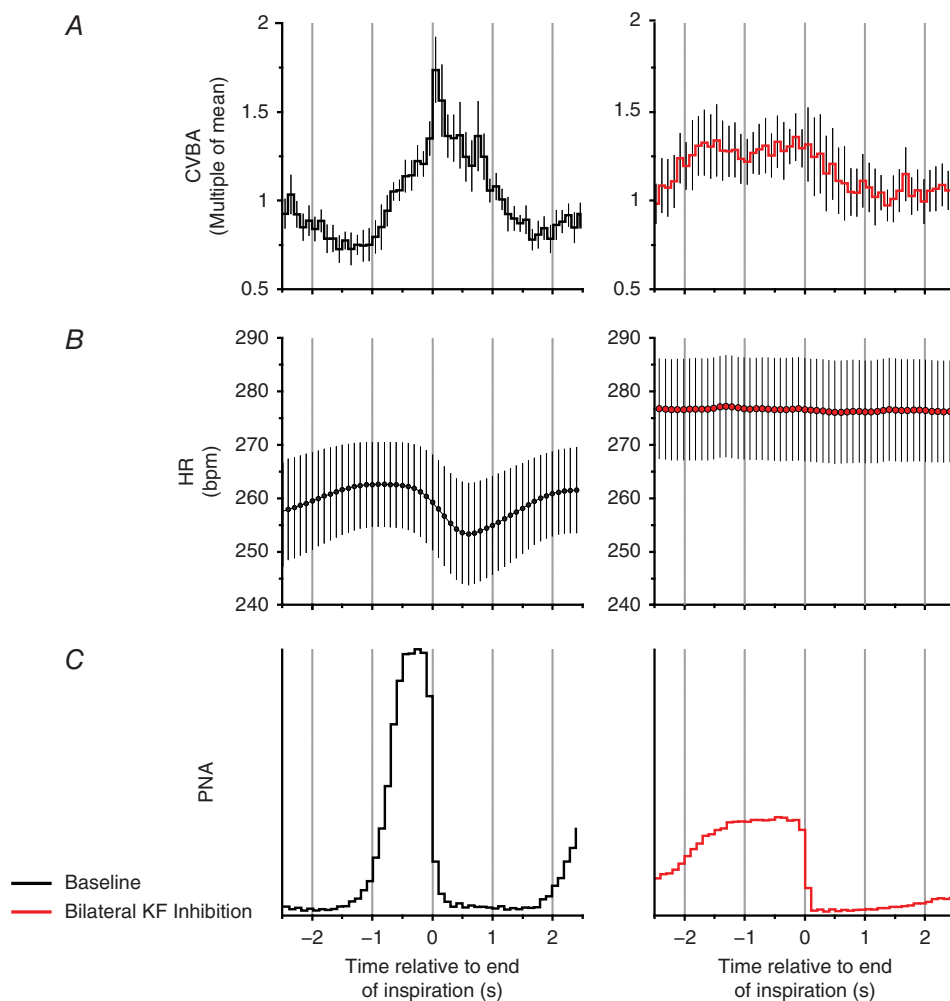 A
CVBA
(Multiple of mean)
2
1.5
1
0.5
2
1.5
1
0.5
B
HR
(bpm)
290
280
270
260
250
240
290
280
270
260
250
240
C
PNA
Baseline
Bilateral KF Inhibition
−2 −1 0 1 2
Time relative to end
of inspiration (s)
−2 −1 0 1 2
Time relative to end
of inspiration (s)